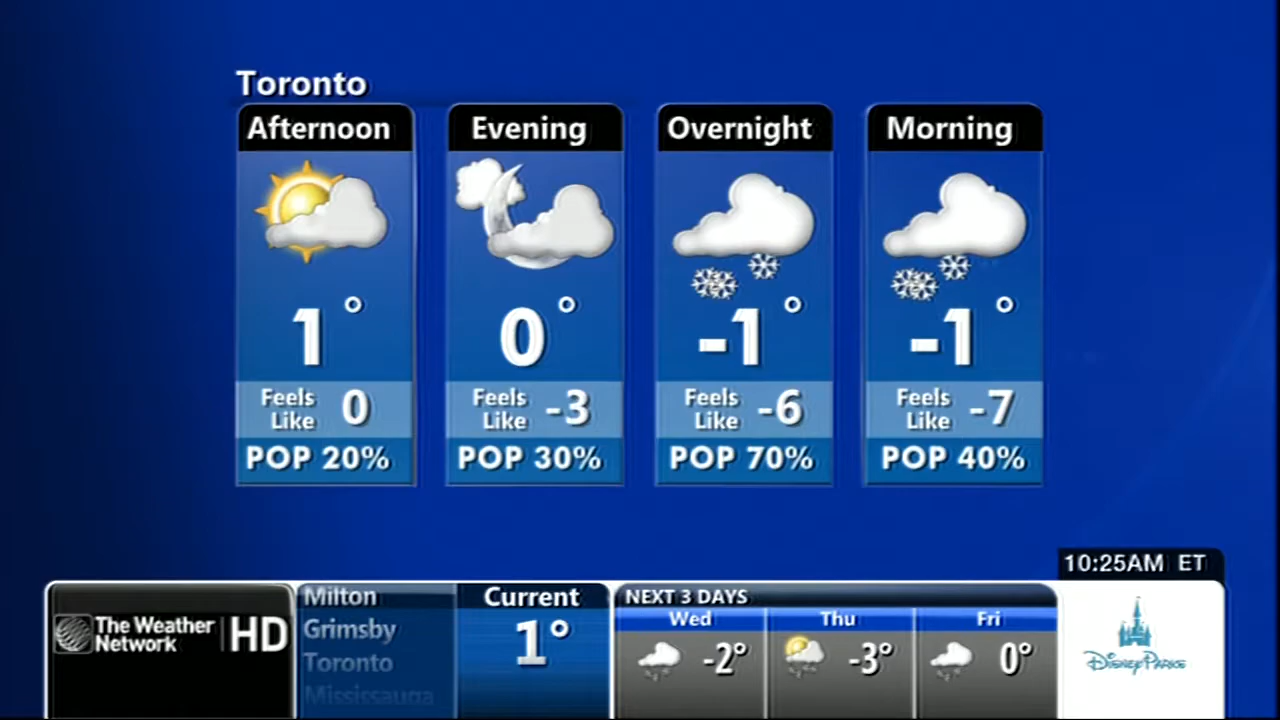 Toronto
Afternoon Evening Overnight Morning
1° 0° -1° -1°
Feels Like 0 Feels Like -3 Feels Like -6 Feels Like -7
POP 20% POP 30% POP 70% POP 40%
10:25AM ET
The Weather Network HD
Milton
Grimsby
Toronto
Mississauga
Current
1°
NEXT 3 DAYS
Wed Thu Fri
-2° -3° 0°
Disney Parks